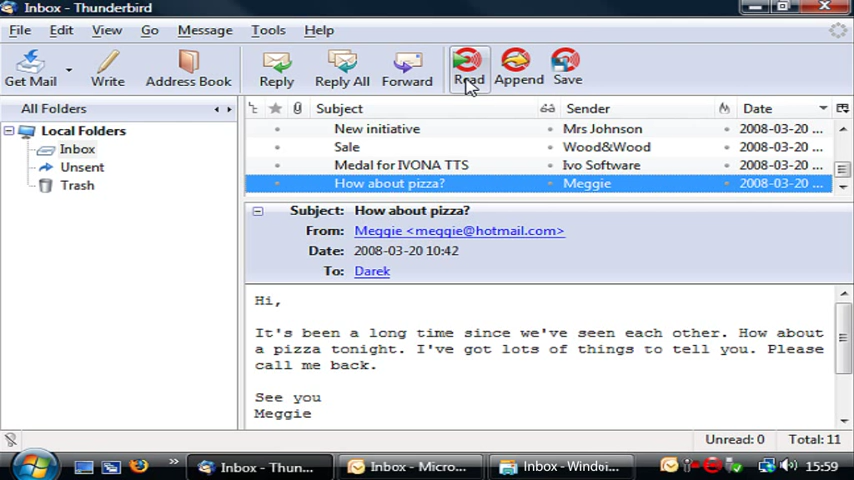 Inbox - Thunderbird
File Edit View Go Message Tools Help
Get Mail Write Address Book Reply Reply All Forward Read Append Save
All Folders Subject Sender Date
Local Folders
Inbox
Unsent
Trash
New initiative Mrs Johnson 2008-03-20 ...
Sale Wood&Wood 2008-03-20 ...
Medal for IVONA TTS Ivo Software 2008-03-20 ...
How about pizza? Meggie 2008-03-20 ...
Subject: How about pizza?
From: Meggie <meggie@hotmail.com>
Date: 2008-03-20 10:42
To: Darek
Hi,
It's been a long time since we've seen each other. How about
a pizza tonight. I've got lots of things to tell you. Please
call me back.
See you
Meggie
Unread: 0 Total: 11
Inbox - Thun... Inbox - Micro... Inbox - Windo... 15:59